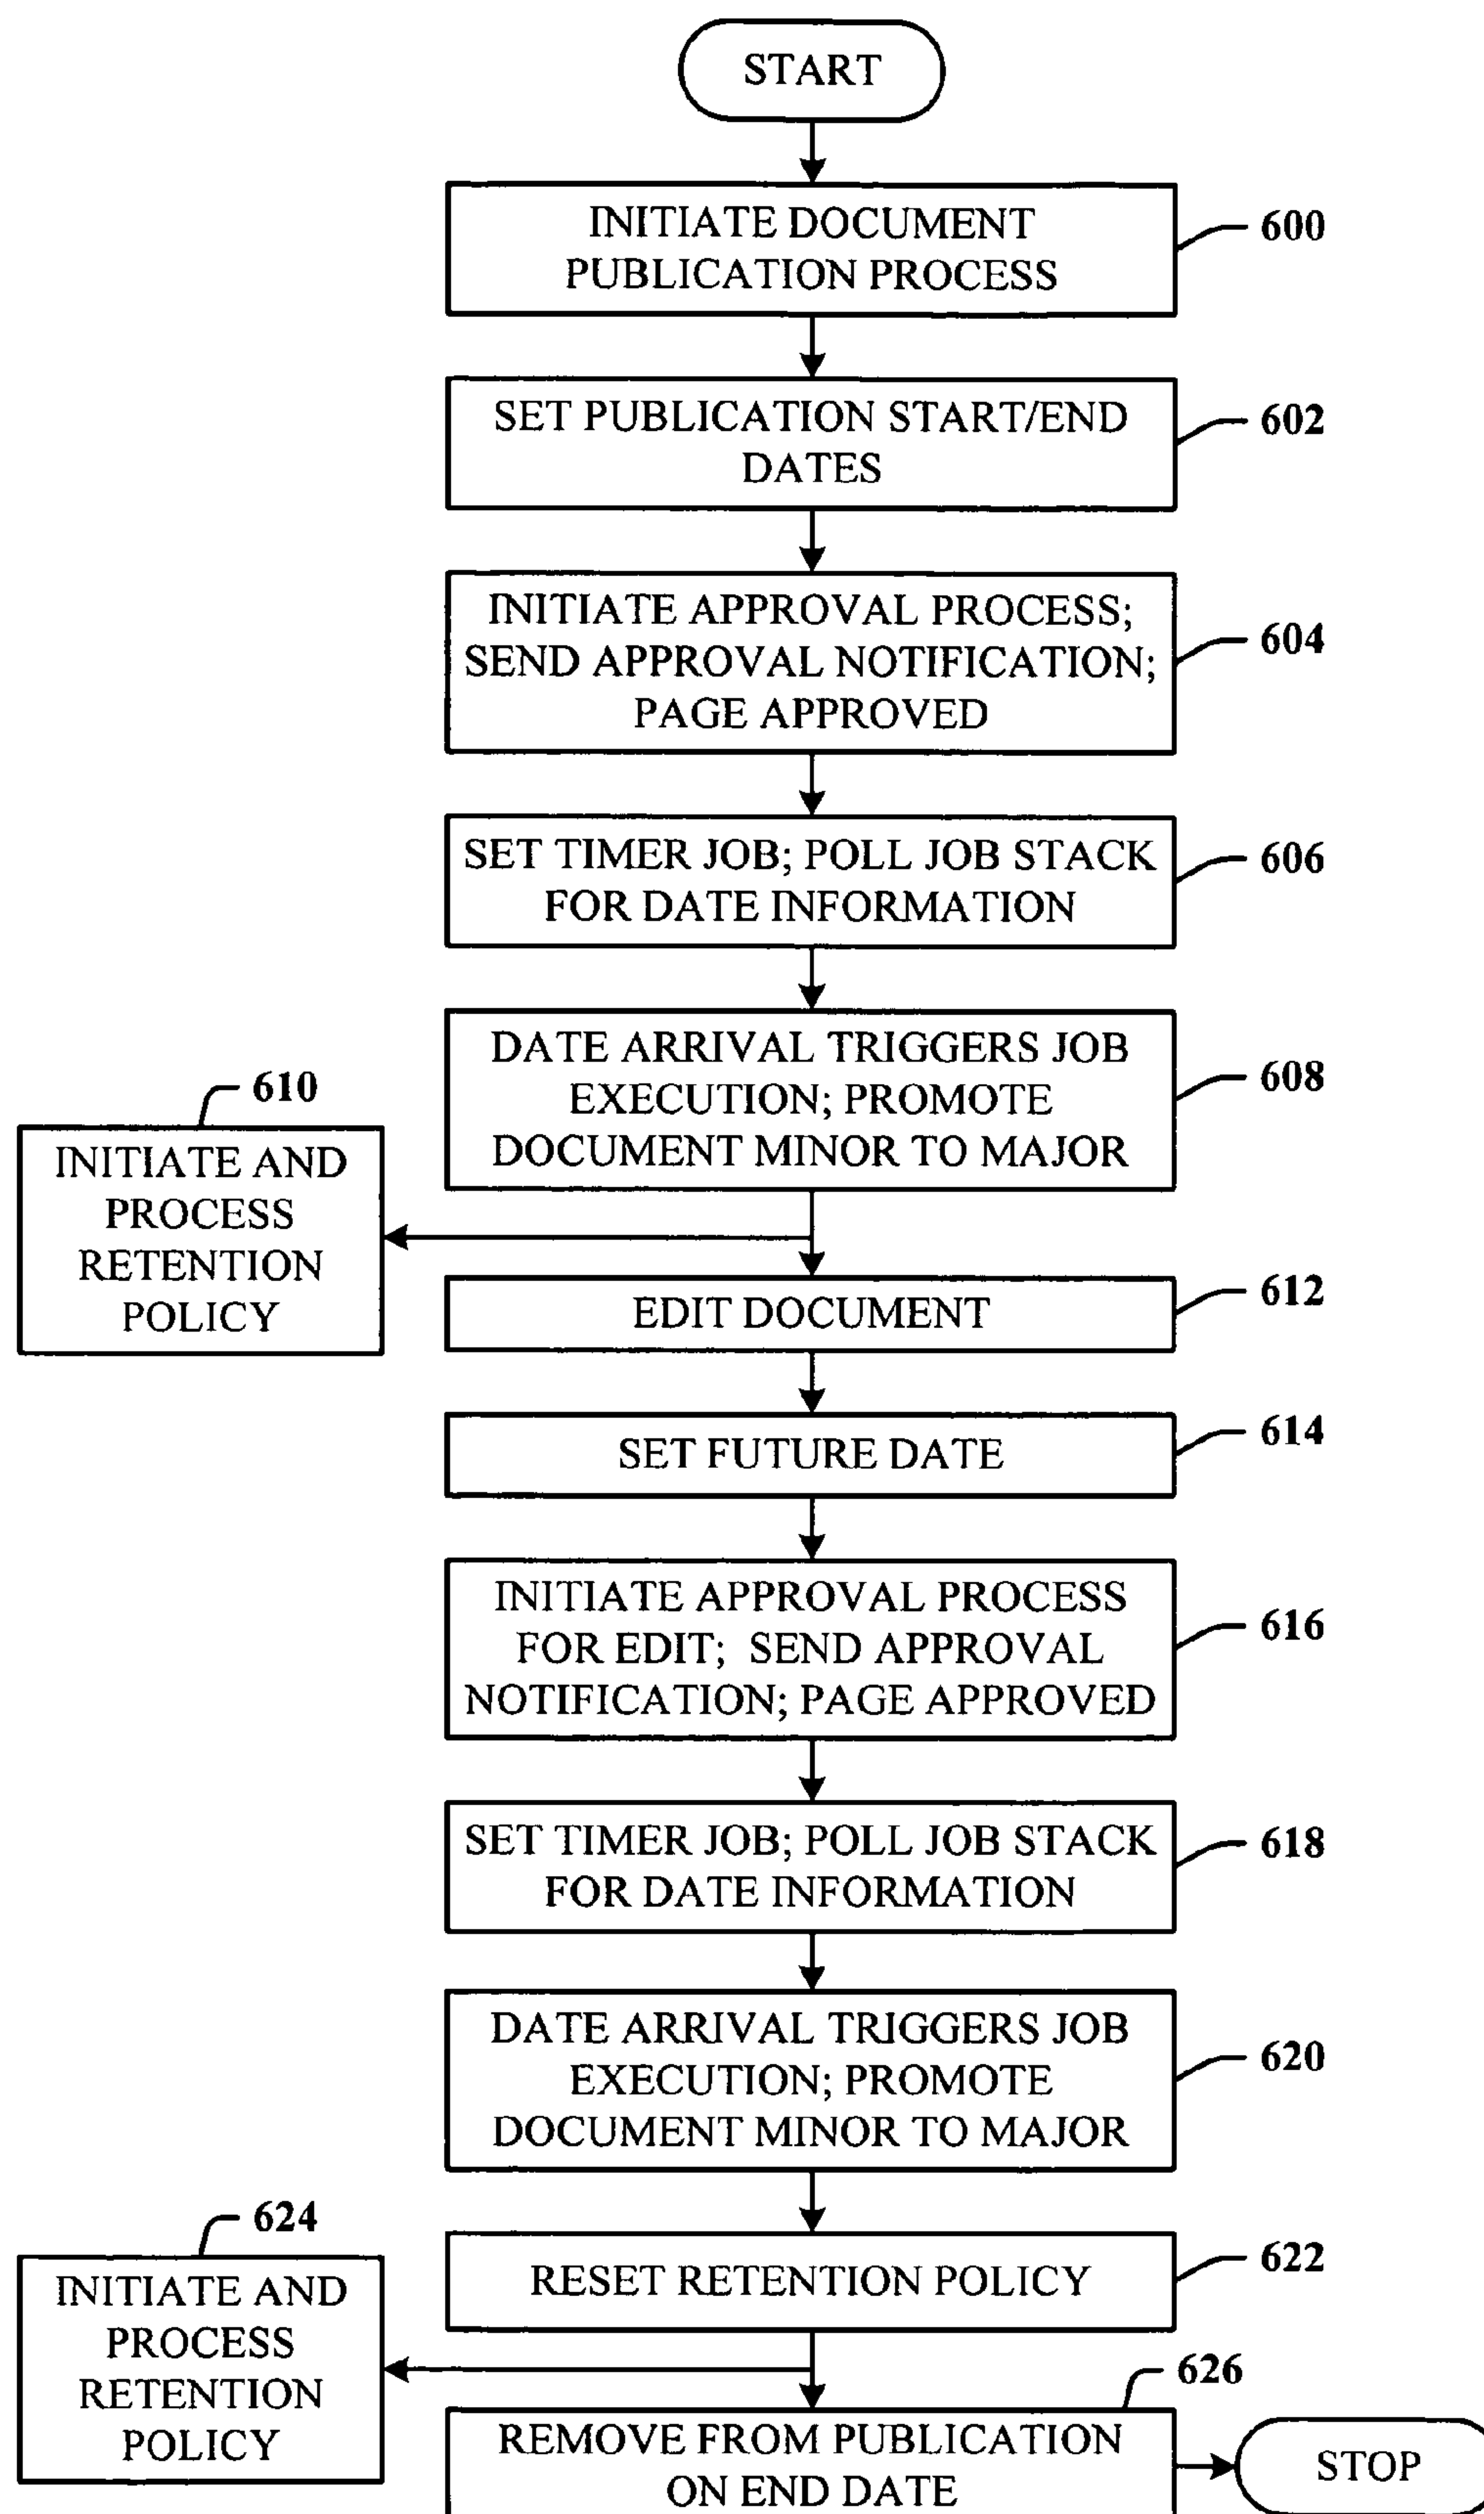 START
INITIATE DOCUMENT
PUBLICATION PROCESS
600
SET PUBLICATION START/END
DATES
602
INITIATE APPROVAL PROCESS;
SEND APPROVAL NOTIFICATION;
PAGE APPROVED
604
SET TIMER JOB; POLL JOB STACK
FOR DATE INFORMATION
606
DATE ARRIVAL TRIGGERS JOB
EXECUTION; PROMOTE
DOCUMENT MINOR TO MAJOR
608
610
INITIATE AND
PROCESS
RETENTION
POLICY
EDIT DOCUMENT
612
SET FUTURE DATE
614
INITIATE APPROVAL PROCESS
FOR EDIT; SEND APPROVAL
NOTIFICATION; PAGE APPROVED
616
SET TIMER JOB; POLL JOB STACK
FOR DATE INFORMATION
618
DATE ARRIVAL TRIGGERS JOB
EXECUTION; PROMOTE
DOCUMENT MINOR TO MAJOR
620
RESET RETENTION POLICY
622
624
INITIATE AND
PROCESS
RETENTION
POLICY
626
REMOVE FROM PUBLICATION
ON END DATE
STOP